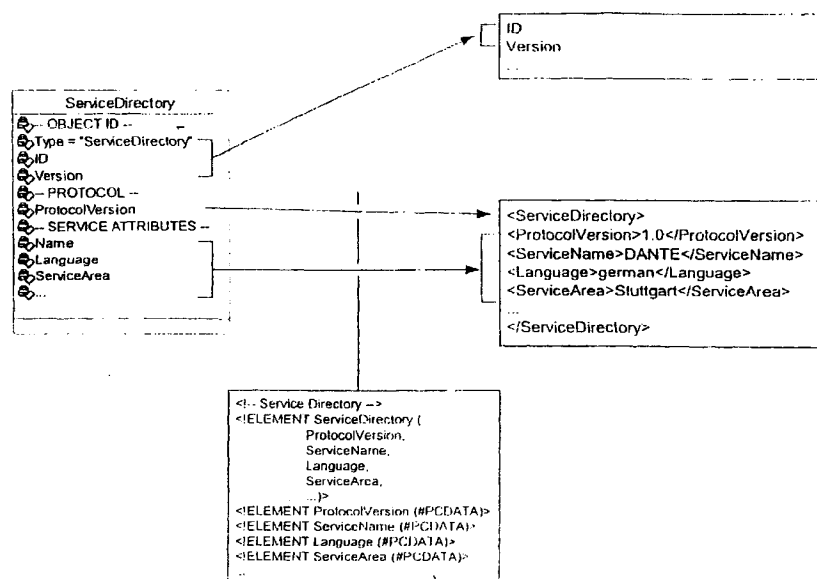 ID
Version
...
ServiceDirectory
-- OBJECT ID --
Type = "ServiceDirectory"
ID
Version
-- PROTOCOL --
ProtocolVersion
-- SERVICE ATTRIBUTES --
Name
Language
ServiceArea
...
<ServiceDirectory>
<ProtocolVersion>1.0</ProtocolVersion>
<ServiceName>DANTE</ServiceName>
<Language>german</Language>
<ServiceArea>Stuttgart</ServiceArea>
...
</ServiceDirectory>
<!-- Service Directory -->
<!ELEMENT ServiceDirectory (
ProtocolVersion,
ServiceName,
Language,
ServiceArea,
...)>
<!ELEMENT ProtocolVersion (#PCDATA)>
<!ELEMENT ServiceName (#PCDATA)>
<!ELEMENT Language (#PCDATA)>
<!ELEMENT ServiceArea (#PCDATA)>
...